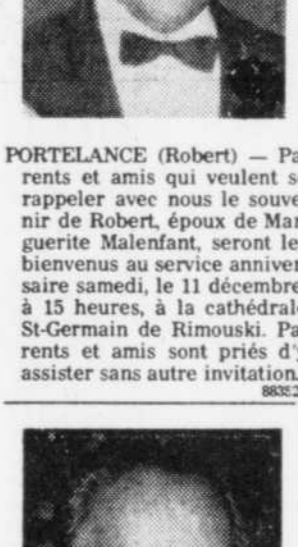 PORTELANCE (Robert) — Pa
rents et amis qui veulent s
rappeler avec nous le souve
nir de Robert, époux de Mar
guerite Malenfant, seront le
bienvenus au service anniver
saire samedi, le 11 décembre
à 15 heures, à la cathédrale
St-Germain de Rimouski. Pa
rents et amis sont priés d'y
assister sans autre invitation.
88352